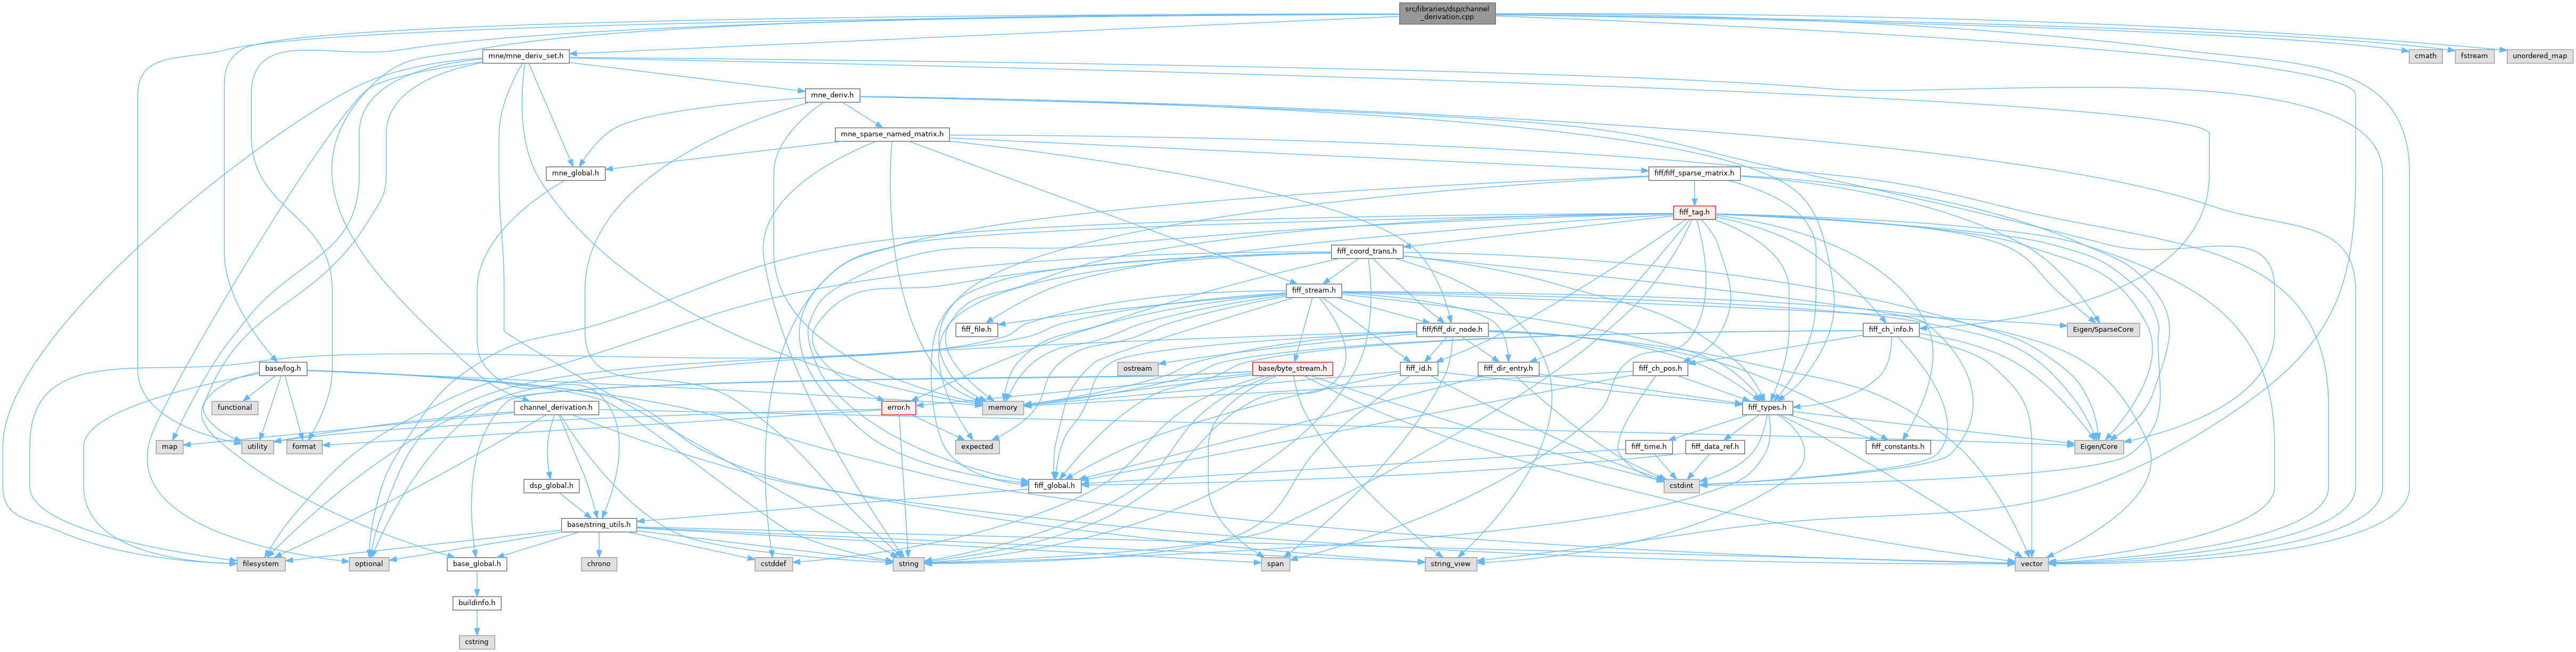 src/libraries/dsp/channel
_derivation.cpp
mne/mne_deriv_set.h
cmath
fstream
unordered_map
mne_deriv.h
mne_sparse_named_matrix.h
mne_global.h
fiff/fiff_sparse_matrix.h
fiff_tag.h
fiff_coord_trans.h
fiff_stream.h
fiff_file.h
fiff/fiff_dir_node.h
fiff_ch_info.h
Eigen/SparseCore
base/log.h
ostream
base/byte_stream.h
fiff_id.h
fiff_dir_entry.h
fiff_ch_pos.h
functional
channel_derivation.h
error.h
memory
fiff_types.h
map
utility
format
expected
fiff_time.h
fiff_data_ref.h
fiff_constants.h
Eigen/Core
dsp_global.h
fiff_global.h
cstdint
base/string_utils.h
filesystem
optional
base_global.h
chrono
cstddef
string
span
string_view
vector
buildinfo.h
cstring